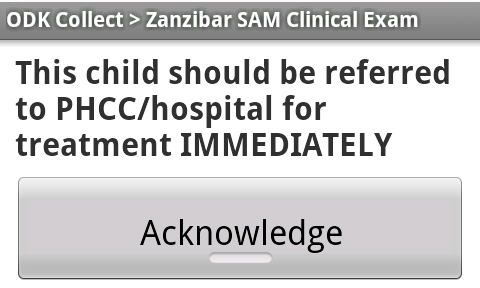 ODK Collect > Zanzibar SAM Clinical Exam
This child should be referred
to PHCC/hospital for
treatment IMMEDIATELY
Acknowledge